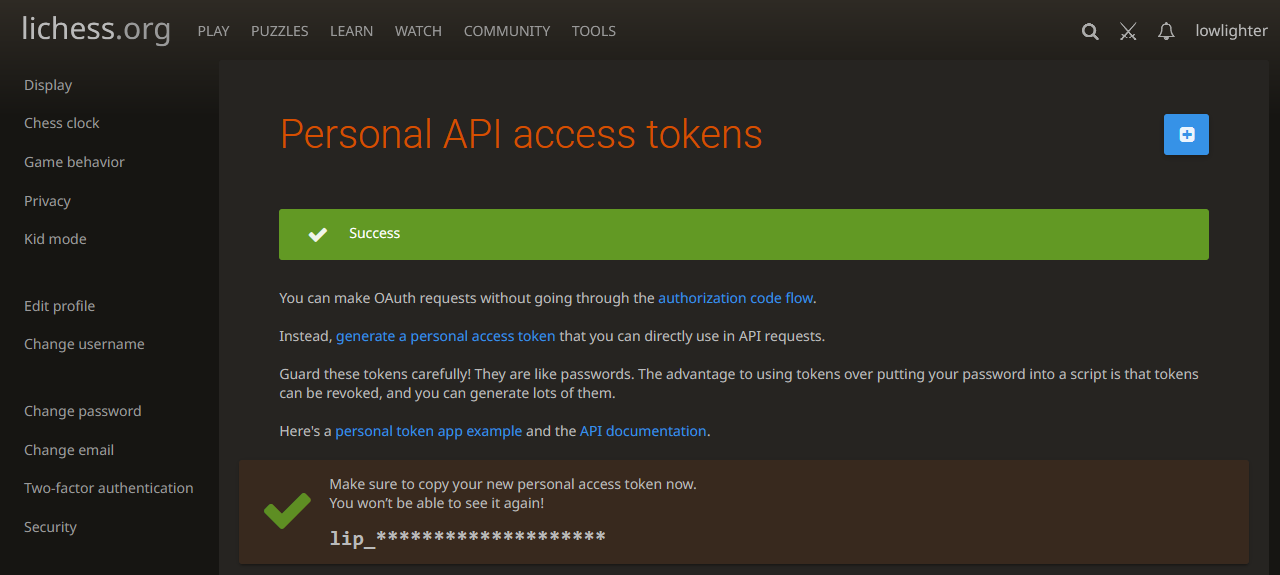 lichess.org PLAY PUZZLES LEARN WATCH COMMUNITY TOOLS lowlighter
Display
Chess clock
Game behavior
Privacy
Kid mode
Edit profile
Change username
Change password
Change email
Two-factor authentication
Security
Personal API access tokens
Success
You can make OAuth requests without going through the authorization code flow.
Instead, generate a personal access token that you can directly use in API requests.
Guard these tokens carefully! They are like passwords. The advantage to using tokens over putting your password into a script is that tokens
can be revoked, and you can generate lots of them.
Here's a personal token app example and the API documentation.
Make sure to copy your new personal access token now.
You won’t be able to see it again!
lip_********************